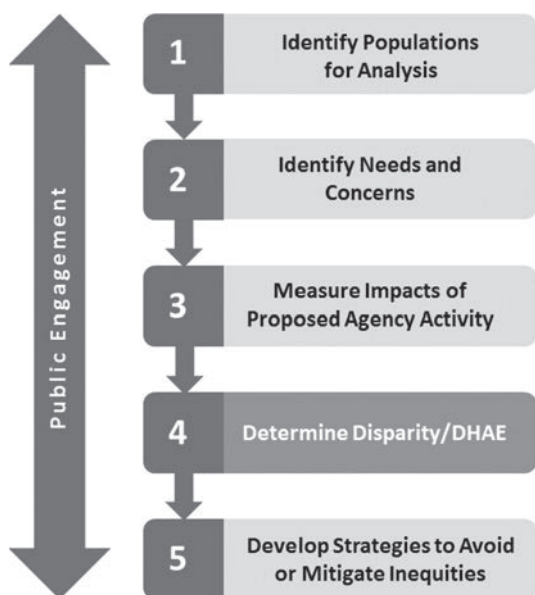 Public Engagement
1
Identify Populations
for Analysis
2
Identify Needs and
Concerns
3
Measure Impacts of
Proposed Agency Activity
4
Determine Disparity/DHAE
5
Develop Strategies to Avoid
or Mitigate Inequities